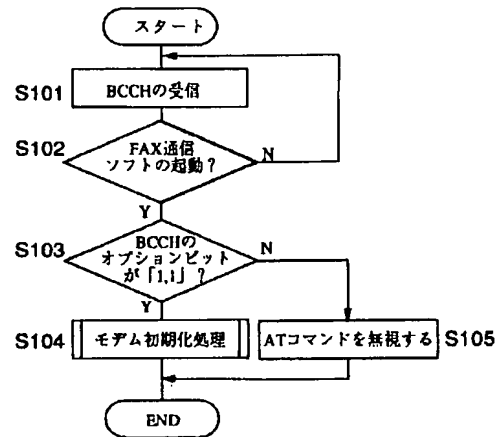 スタート
S101
BCCHの受信
S102
FAX通信
ソフトの起動？
N
Y
S103
BCCHの
オプションビット
が「1,1」？
N
Y
S104
モデム初期化処理
ATコマンドを無視する
S105
END